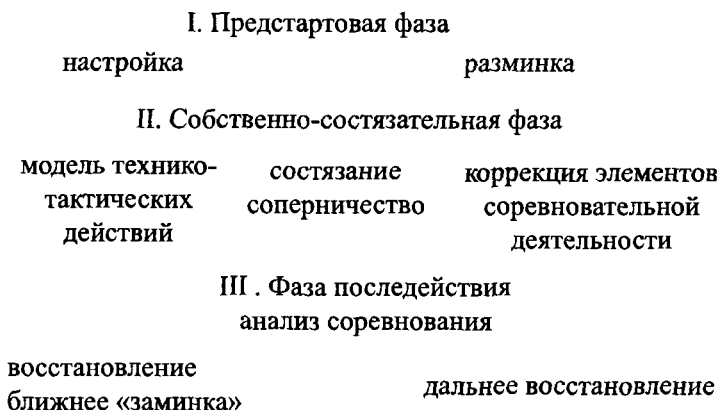 I. Предстартовая фаза
настройка разминка
II. Собственно-состязательная фаза
модель технико-
тактических
действий
состязание
соперничество
коррекция элементов
соревновательной
деятельности
III . Фаза последействия
анализ соревнования
восстановление
ближнее «заминка»
дальнее восстановление